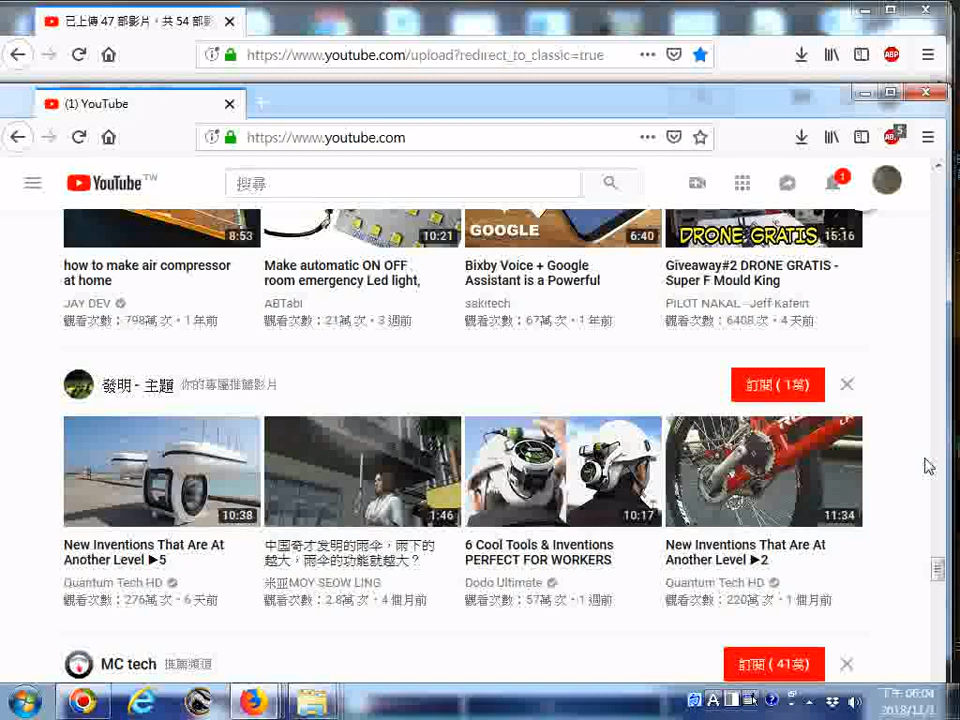 已上傳 47 部影片，共 54 部影
https://www.youtube.com/upload?redirect_to_classic=true
ABP
(1) YouTube
https://www.youtube.com
5
YouTube TW
搜尋
1
8:53
10:21
GOOGLE
6:40
DRONE GRATIS
15:16
how to make air compressor at home
JAY DEV
觀看次數：798萬 次 • 1 年前
Make automatic ON OFF room emergency Led light,
ABTabi
觀看次數：21萬 次 • 3 週前
Bixby Voice + Google Assistant is a Powerful
sakitech
觀看次數：67萬 次 • 1 年前
Giveaway#2 DRONE GRATIS - Super F Mould King
PILOT NAKAL -Jeff Kafein
觀看次數：6408 次 • 4 天前
發明 - 主題 你的專屬推薦影片
訂閱 ( 1萬)
10:38
1:46
10:17
11:34
New Inventions That Are At Another Level ▶5
Quantum Tech HD
觀看次數：276萬 次 • 6 天前
中国奇才发明的雨伞，雨下的越大，雨伞的功能就越大？
米亚MOY SEOW LING
觀看次數：2.8萬 次 • 4 個月前
6 Cool Tools & Inventions PERFECT FOR WORKERS
Dodo Ultimate
觀看次數：57萬 次 • 1 週前
New Inventions That Are At Another Level ▶2
Quantum Tech HD
觀看次數：220萬 次 • 1 個月前
MC tech 推薦頻道
訂閱 ( 41萬)
A
下午 06:04
2018/11/1